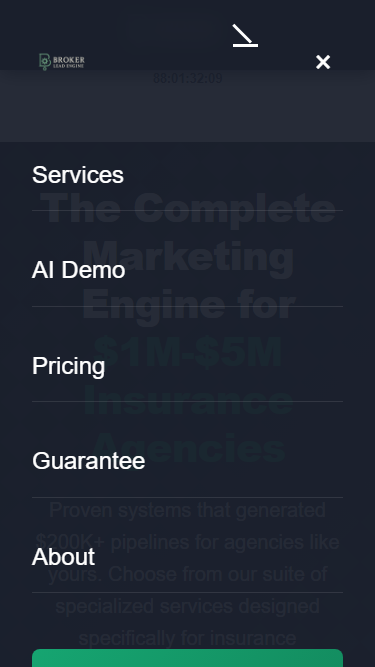 BROKER
LEAD ENGINE
×
Services
The Complete
Marketing
AI Demo
Engine for
$1M-$5M
Pricing
Insurance
Agencies
Guarantee
Proven systems that generated
$200K+ pipelines for agencies like
About
yours. Choose from our suite of
specialized services designed
specifically for insurance